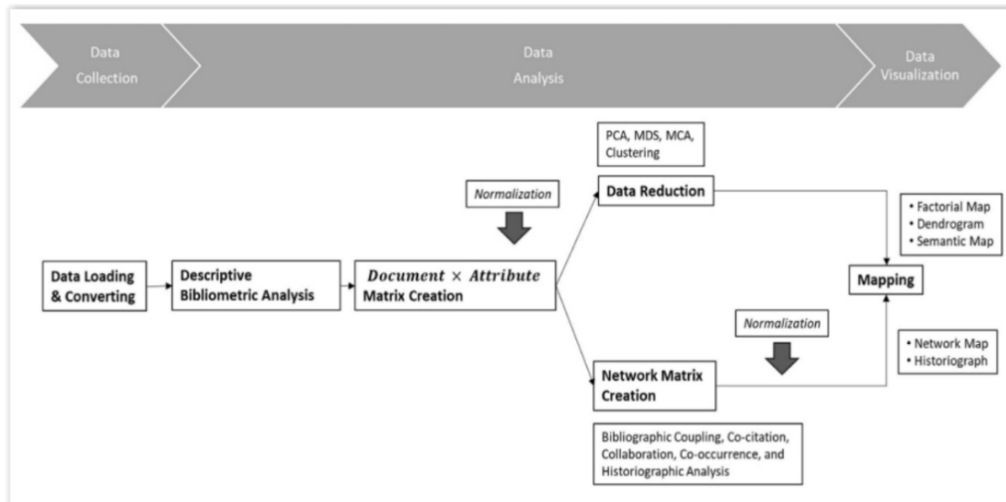 Data
Collection
Data
Analysis
Data
Visualization
PCA, MDS, MCA,
Clustering
Normalization
Data Reduction
• Factorial Map
• Dendrogram
• Semantic Map
Data Loading
& Converting
Descriptive
Bibliometric Analysis
Document × Attribute
Matrix Creation
Mapping
Normalization
• Network Map
• Historiograph
Network Matrix
Creation
Bibliographic Coupling, Co-citation,
Collaboration, Co-occurrence, and
Historiographic Analysis